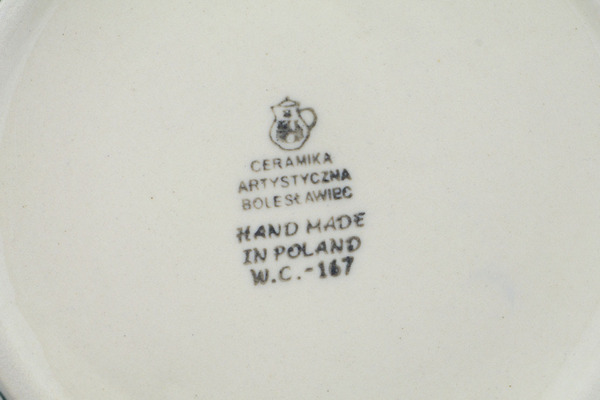 CERAMIKA
ARTYSTYCZNA
BOLESŁAWIEC
HAND MADE
IN POLAND
W.C.-167